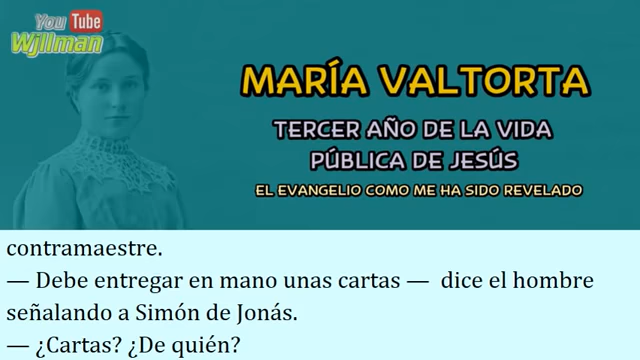 You Tube
Wjllman
MARÍA VALTORTA
TERCER AÑO DE LA VIDA
PÚBLICA DE JESÚS
EL EVANGELIO COMO ME HA SIDO REVELADO
contramaestre.
— Debe entregar en mano unas cartas — dice el hombre
señalando a Simón de Jonás.
— ¿Cartas? ¿De quién?